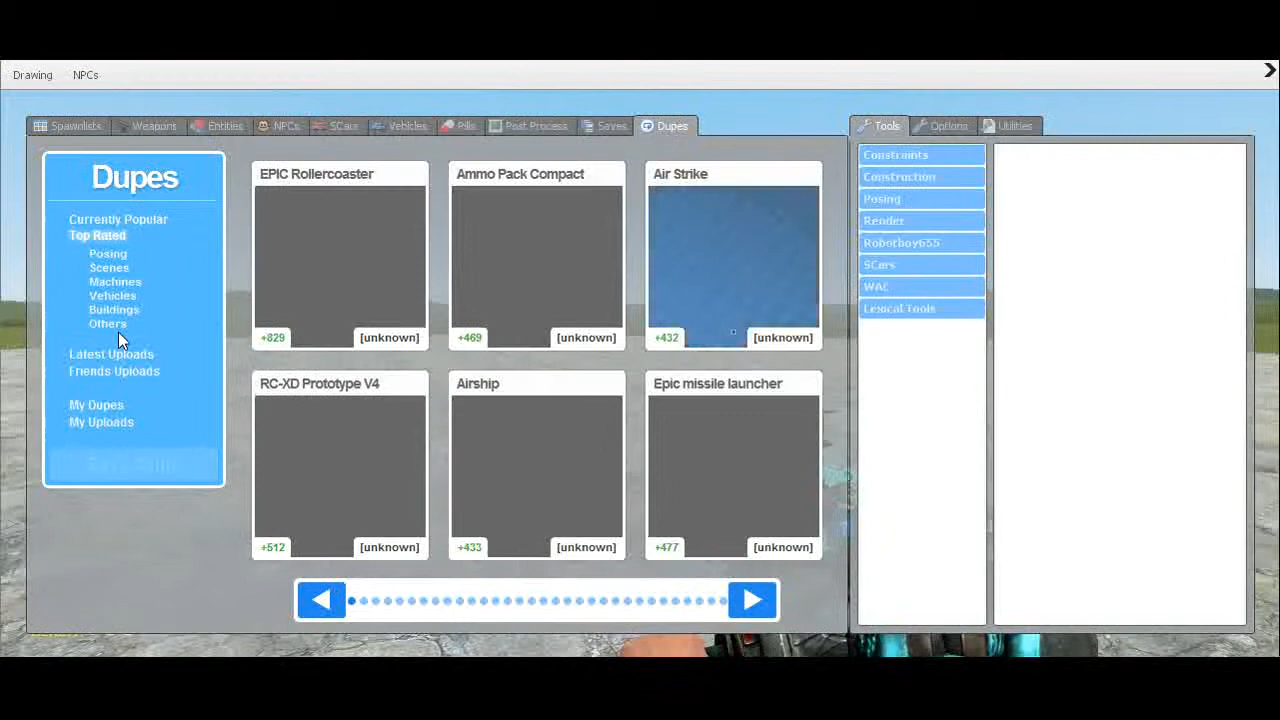 Drawing NPCs
Spawnlists Weapons Entities NPCs SCars Vehicles Pills Post Process Saves Dupes
Tools Options Utilities
Dupes
Currently Popular
Top Rated
Posing
Scenes
Machines
Vehicles
Buildings
Others
Latest Uploads
Friends Uploads
My Dupes
My Uploads
EPIC Rollercoaster
+829 [unknown]
Ammo Pack Compact
+469 [unknown]
Air Strike
+432 [unknown]
RC-XD Prototype V4
+512 [unknown]
Airship
+433 [unknown]
Epic missile launcher
+477 [unknown]
Constraints
Construction
Posing
Render
Robotboy655
SCars
WAC
Lexical Tools